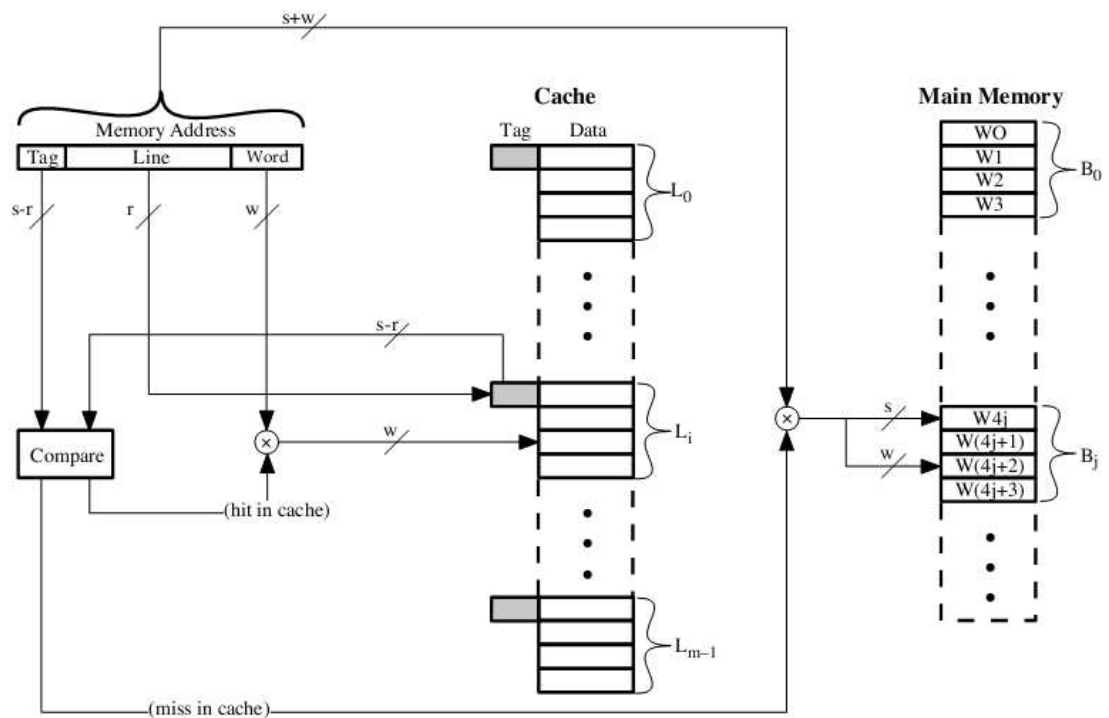 s+w
Cache
Main Memory
Memory Address
Tag Data
Tag Line Word
WO
W1
W2
W3
B0
L0
s-r
r
w
s-r
Li
Compare
w
(hit in cache)
s
w
W4j
W(4j+1)
W(4j+2)
W(4j+3)
Bj
Lm–1
(miss in cache)